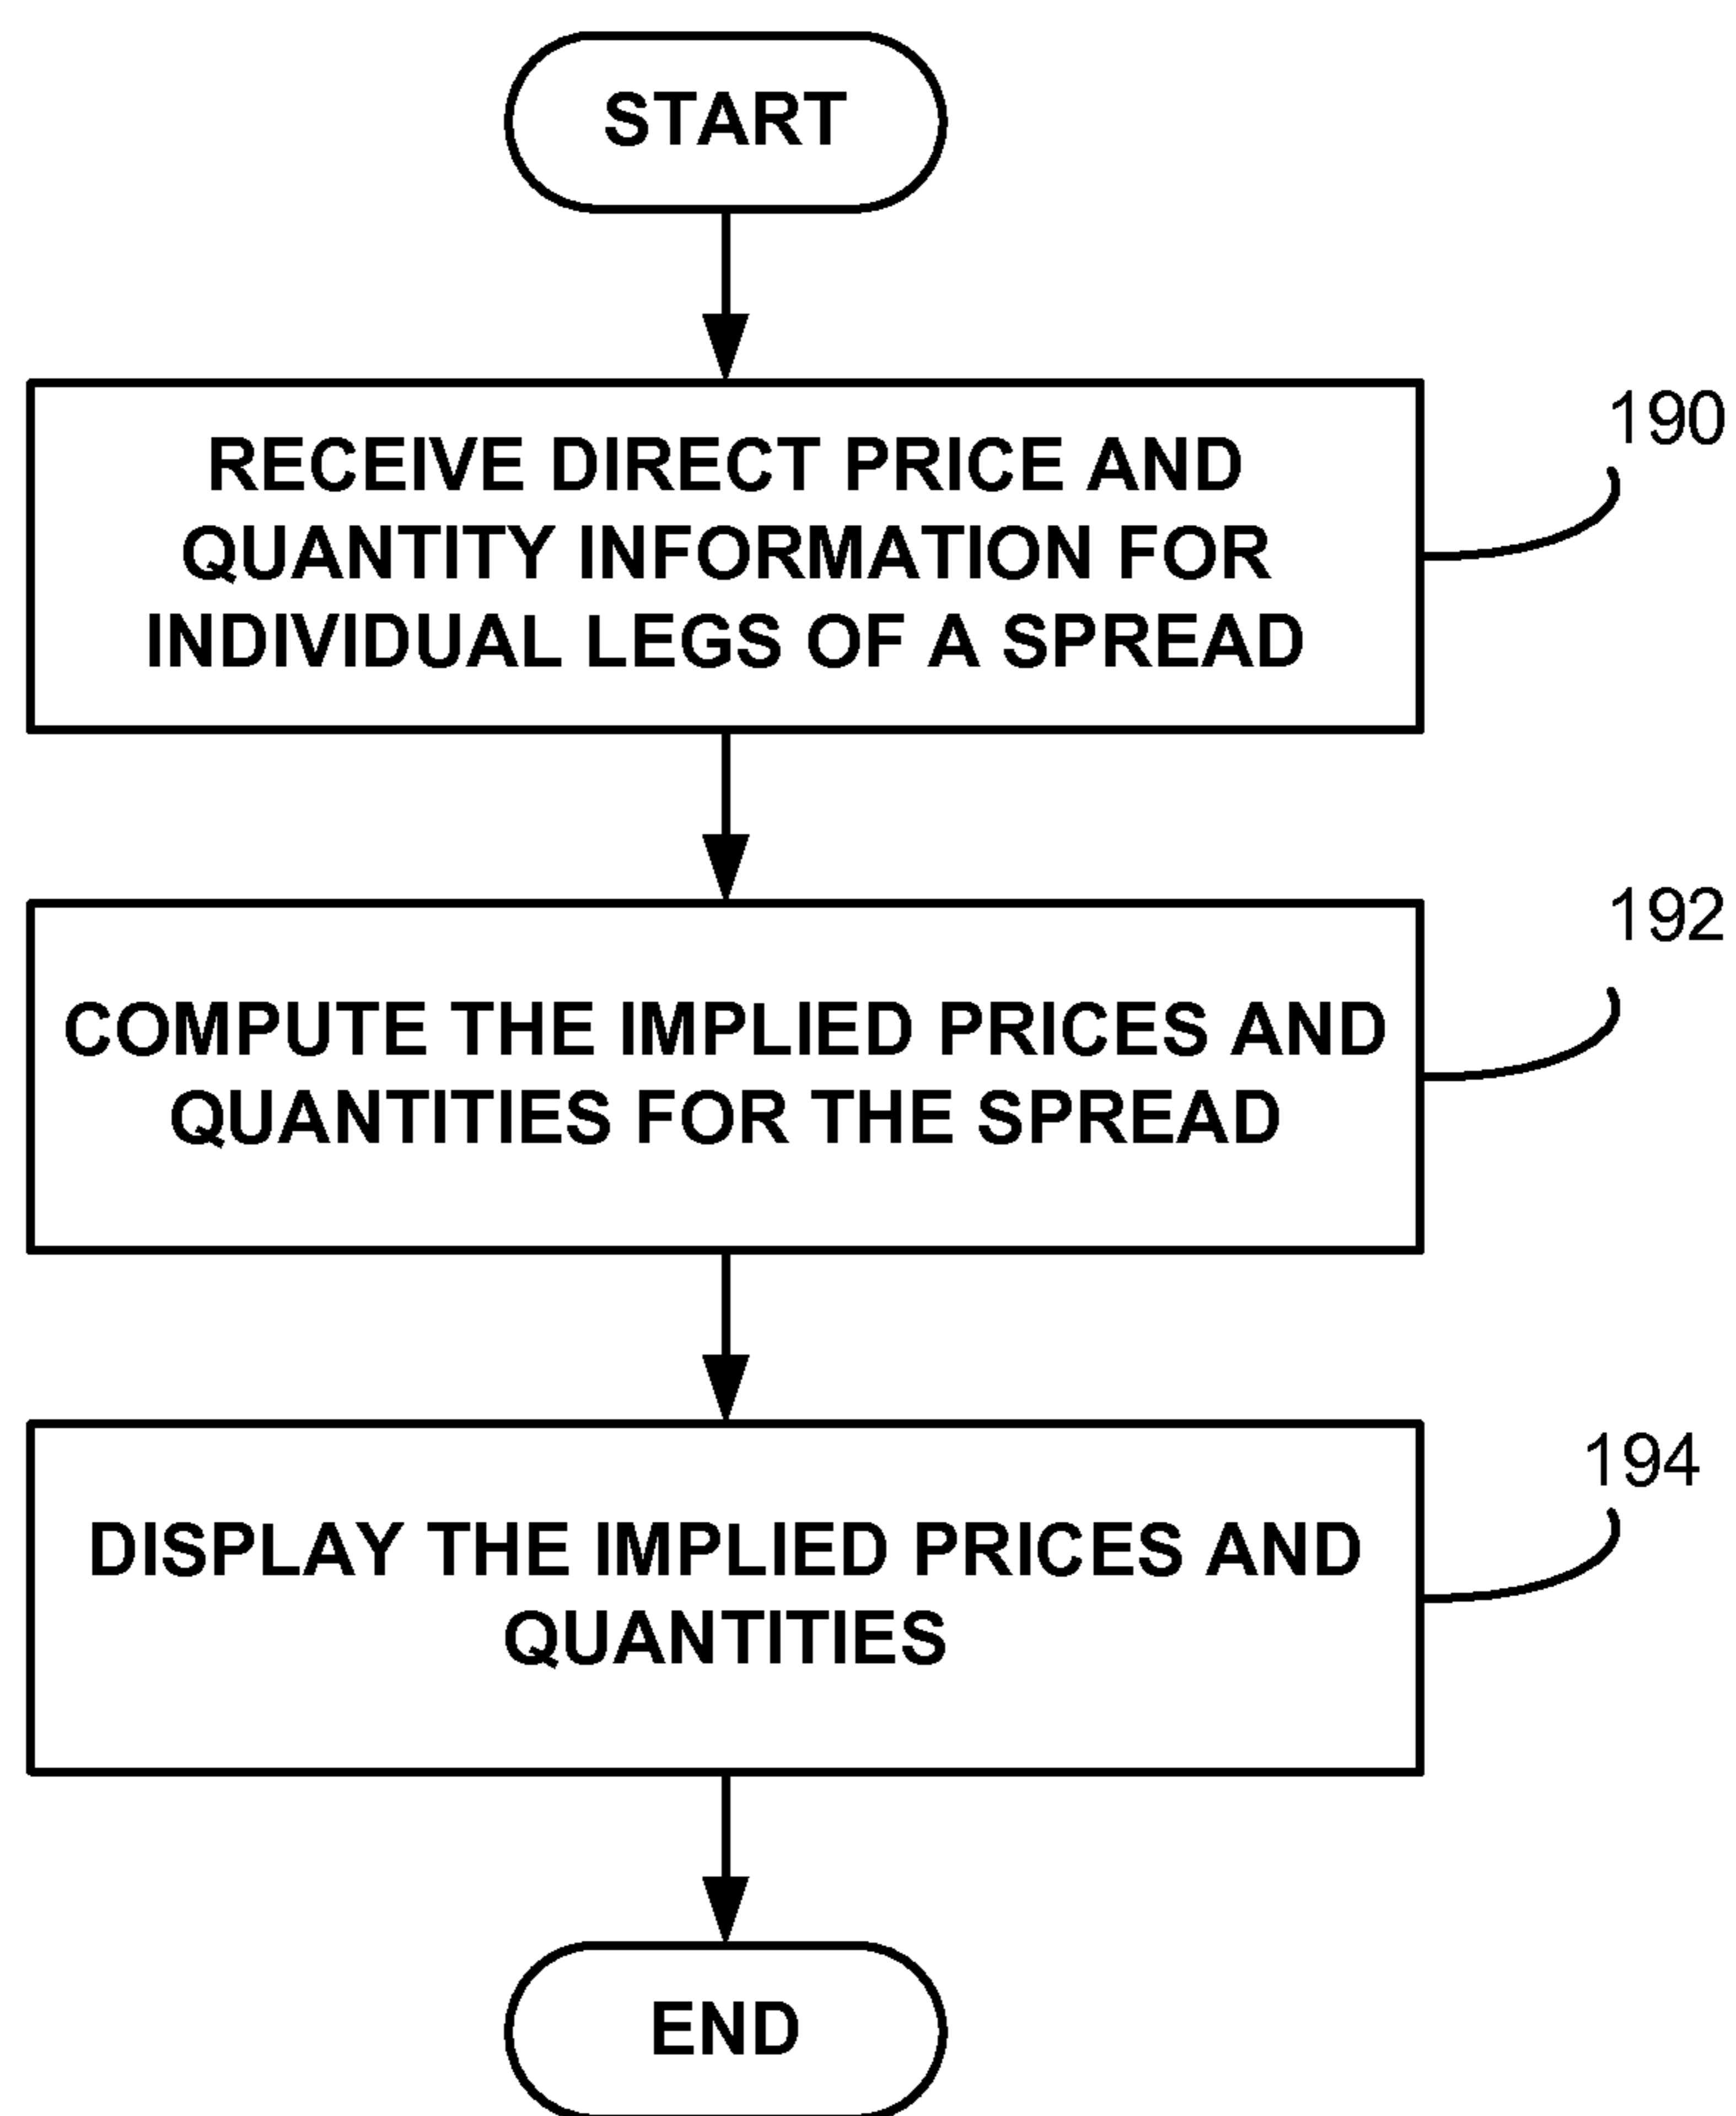 START
RECEIVE DIRECT PRICE AND
QUANTITY INFORMATION FOR
INDIVIDUAL LEGS OF A SPREAD
190
COMPUTE THE IMPLIED PRICES AND
QUANTITIES FOR THE SPREAD
192
DISPLAY THE IMPLIED PRICES AND
QUANTITIES
194
END